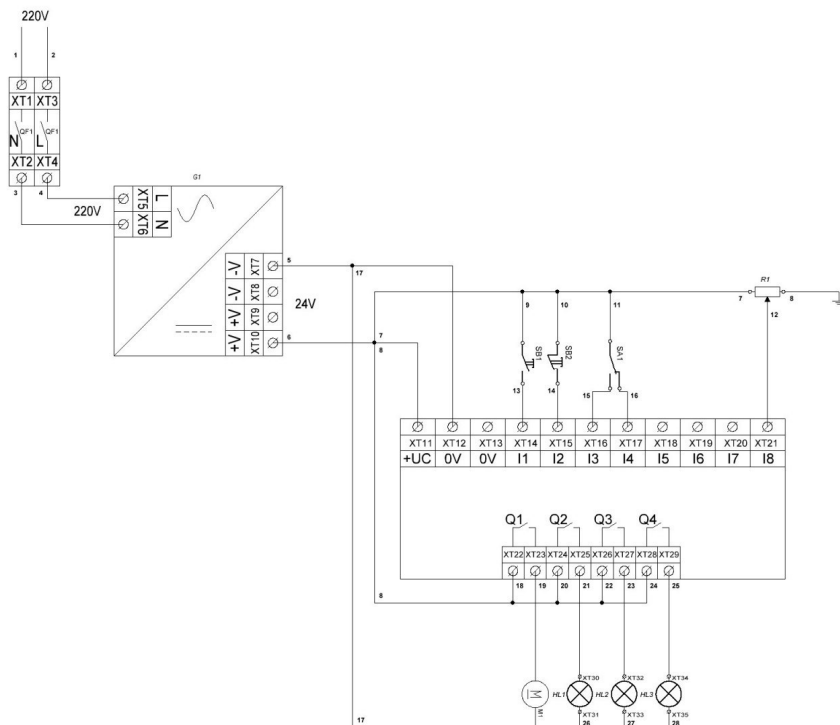 220V
1 2
XT1 XT3
N QF1 L QF1
XT2 XT4
3 4
G1
220V
XT5 L
XT6 N
-V XT7 5
-V XT8
24V
+V XT9
+V XT10 6
17
7
8
9 10 11
R1
7 8
12
SB1 SB2 SA1
13 14 15 16
XT11 XT12 XT13 XT14 XT15 XT16 XT17 XT18 XT19 XT20 XT21
+UC 0V 0V I1 I2 I3 I4 I5 I6 I7 I8
Q1 Q2 Q3 Q4
XT22 XT23 XT24 XT25 XT26 XT27 XT28 XT29
18 19 20 21 22 23 24 25
8
XT30 XT32 XT34
M HL1 HL2 HL3
M1 XT31 XT33 XT35
17 26 27 28